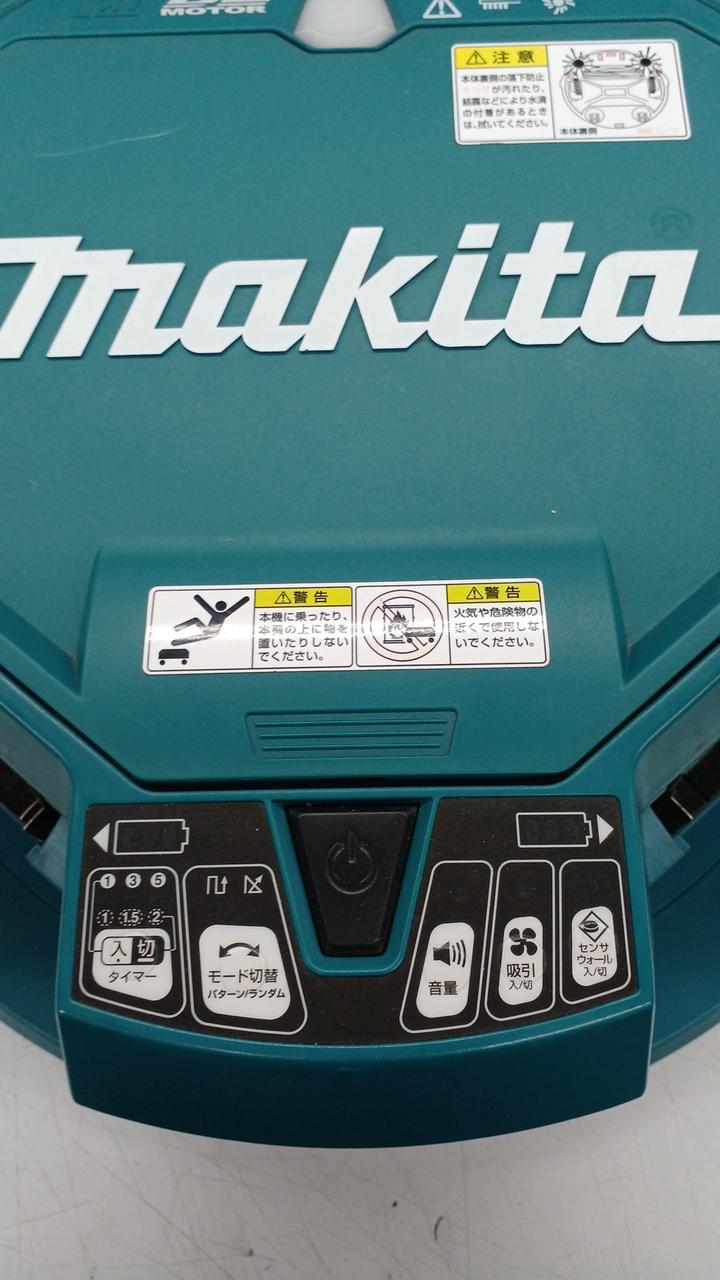 MOTOR
注意
本体裏側の落下防止
センサが汚れたり、
結露などにより水滴
の付着があるとき
は、拭いてください。
本体裏側
センサ
makita
®
警告
本機に乗ったり、
本機の上に物を
置いたりしない
でください。
警告
火気や危険物の
近くで使用しな
いでください。
1 3 5
1 1.5 2
入 切
タイマー
モード切替
パターン/ランダム
音量
吸引
入/切
センサ
ウォール
入/切